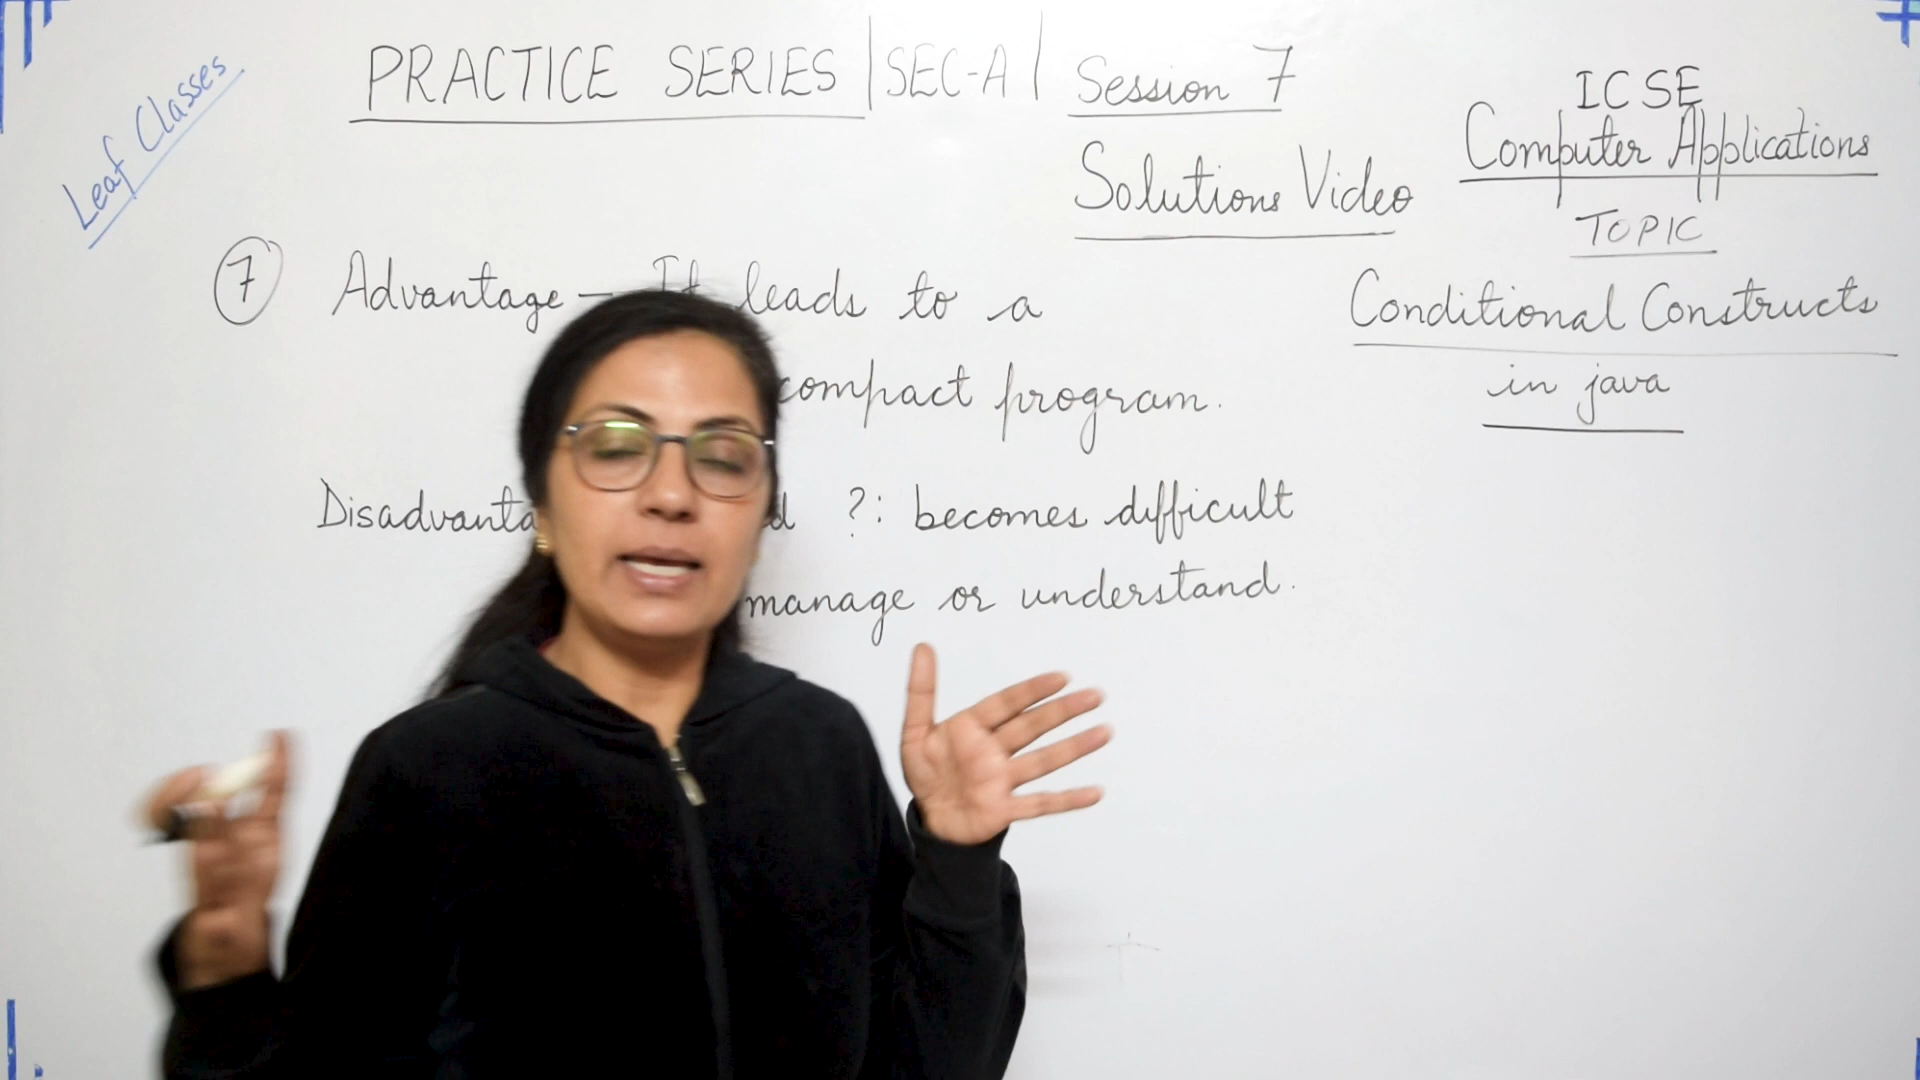 Leaf Classes
PRACTICE SERIES | SEC-A | Session 7
Solutions Video
ICSE
Computer Applications
TOPIC
Conditional Constructs
in java
7 Advantage - It leads to a
compact program.
?: becomes difficult
manage or understand.